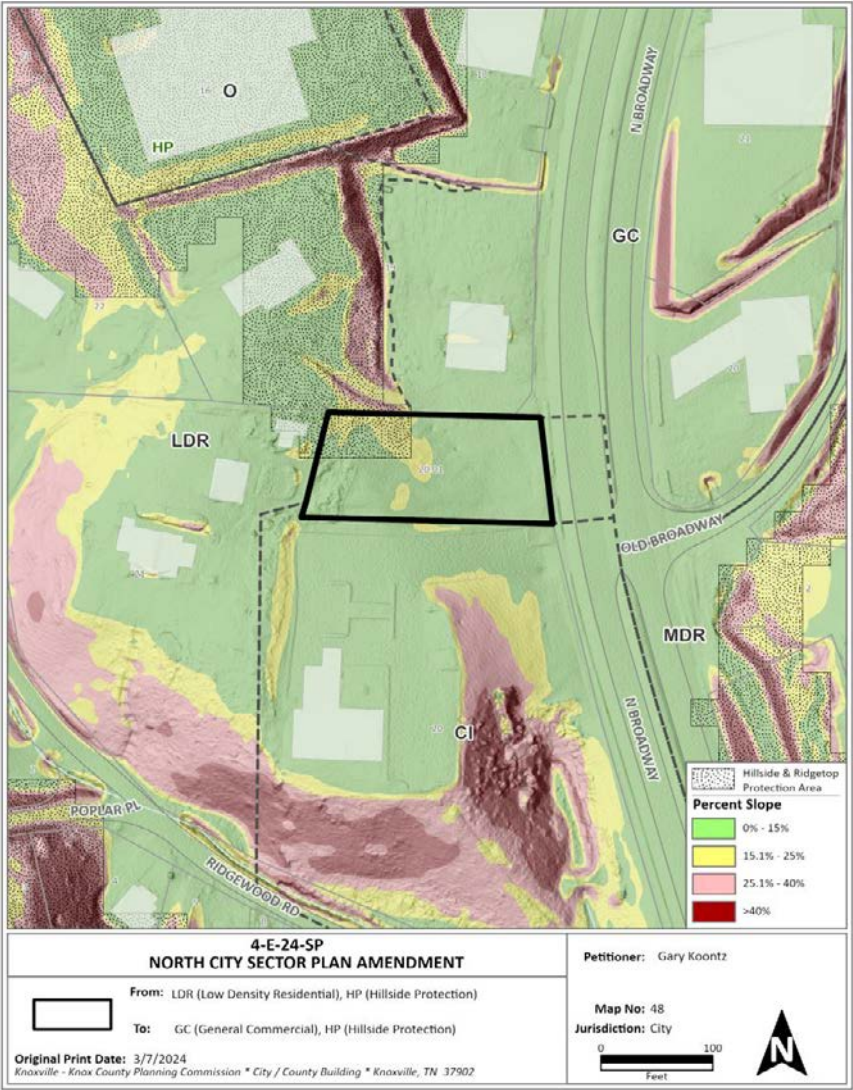 N BROADWAY
16
O
HP
21
GC
22
LDR
OLD BROADWAY
MDR
CI
N BROADWAY
POPLAR PL
RIDGEWOOD RD
Hillside & Ridgetop
Protection Area
Percent Slope
0% - 15%
15.1% - 25%
25.1% - 40%
>40%
4-E-24-SP
NORTH CITY SECTOR PLAN AMENDMENT
From: LDR (Low Density Residential), HP (Hillside Protection)
To: GC (General Commercial), HP (Hillside Protection)
Original Print Date: 3/7/2024
Knoxville - Knox County Planning Commission * City / County Building * Knoxville, TN 37902
Petitioner: Gary Koontz
Map No: 48
Jurisdiction: City
0 100
Feet
N